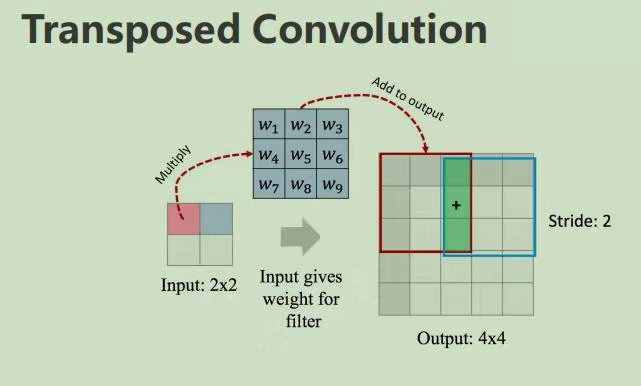 Transposed Convolution
Add to output
Multiply
w1 w2 w3
w4 w5 w6
w7 w8 w9
+
Stride: 2
Input: 2x2
Input gives
weight for
filter
Output: 4x4